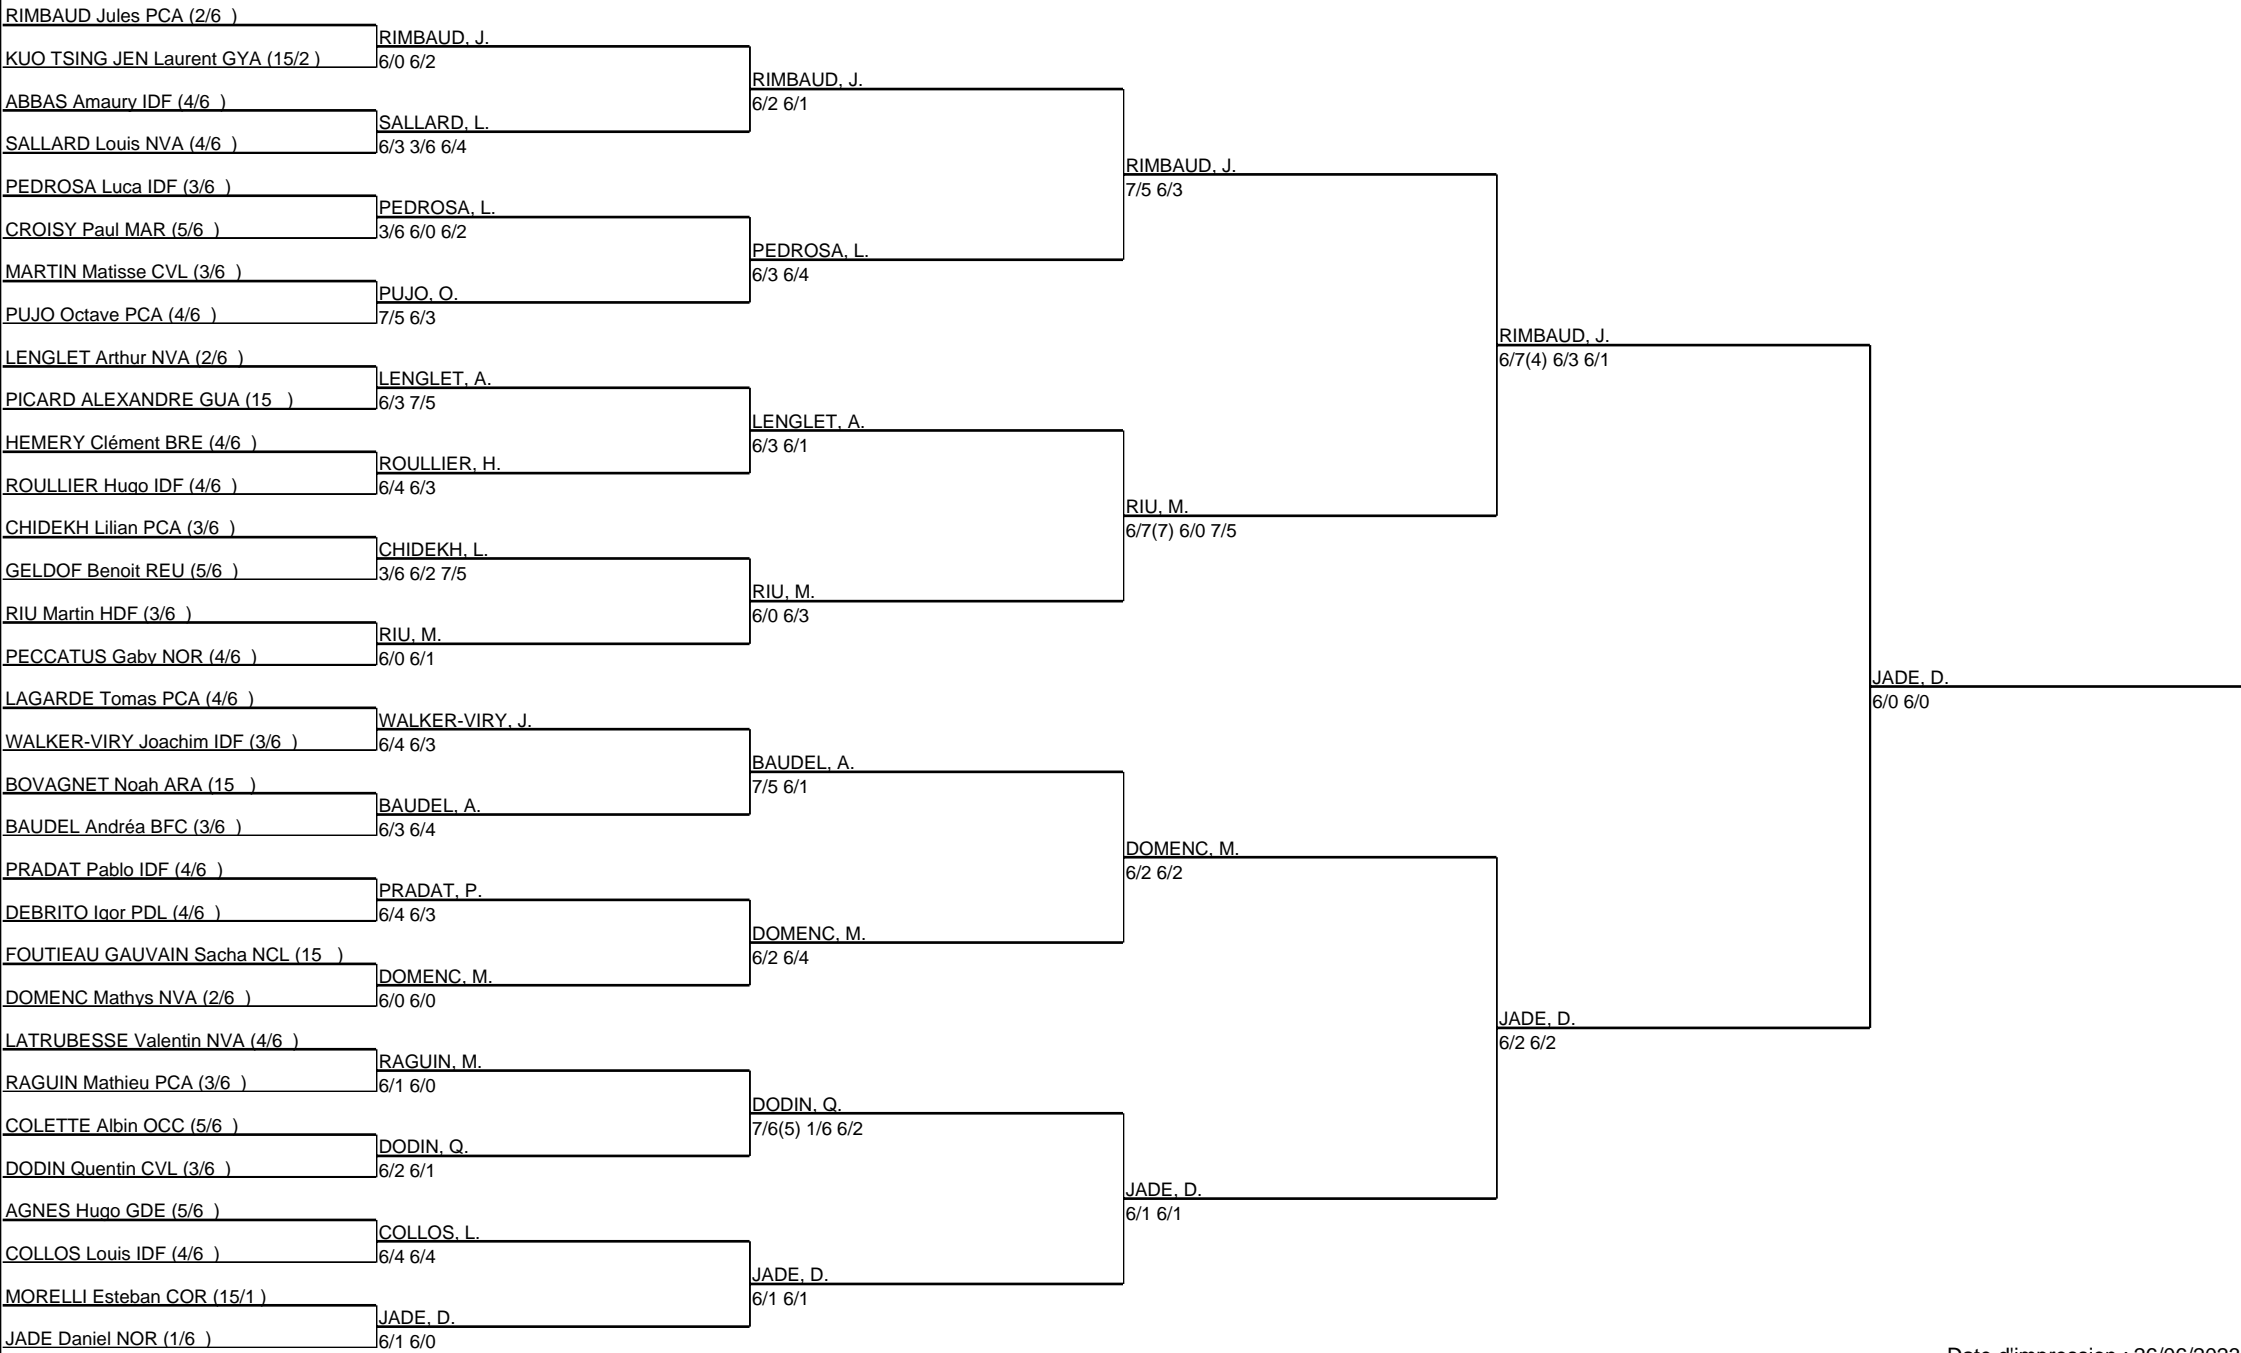 RIMBAUD Jules PCA (2/6 )
KUO TSING JEN Laurent GYA (15/2 )
ABBAS Amaury IDF (4/6 )
SALLARD Louis NVA (4/6 )
PEDROSA Luca IDF (3/6 )
CROISY Paul MAR (5/6 )
MARTIN Matisse CVL (3/6 )
PUJO Octave PCA (4/6 )
LENGLET Arthur NVA (2/6 )
PICARD ALEXANDRE GUA (15 )
HEMERY Clément BRE (4/6 )
ROULLIER Hugo IDF (4/6 )
CHIDEKH Lilian PCA (3/6 )
GELDOF Benoit REU (5/6 )
RIU Martin HDF (3/6 )
PECCATUS Gaby NOR (4/6 )
LAGARDE Tomas PCA (4/6 )
WALKER-VIRY Joachim IDF (3/6 )
BOVAGNET Noah ARA (15 )
BAUDEL Andréa BFC (3/6 )
PRADAT Pablo IDF (4/6 )
DEBRITO Igor PDL (4/6 )
FOUTIEAU GAUVAIN Sacha NCL (15 )
DOMENC Mathys NVA (2/6 )
LATRUBESSE Valentin NVA (4/6 )
RAGUIN Mathieu PCA (3/6 )
COLETTE Albin OCC (5/6 )
DODIN Quentin CVL (3/6 )
AGNES Hugo GDE (5/6 )
COLLOS Louis IDF (4/6 )
MORELLI Esteban COR (15/1 )
JADE Daniel NOR (1/6 )
RIMBAUD, J.
6/0 6/2
SALLARD, L.
6/3 3/6 6/4
PEDROSA, L.
3/6 6/0 6/2
PUJO, O.
7/5 6/3
LENGLET, A.
6/3 7/5
ROULLIER, H.
6/4 6/3
CHIDEKH, L.
3/6 6/2 7/5
RIU, M.
6/0 6/1
WALKER-VIRY, J.
6/4 6/3
BAUDEL, A.
6/3 6/4
PRADAT, P.
6/4 6/3
DOMENC, M.
6/0 6/0
RAGUIN, M.
6/1 6/0
DODIN, Q.
6/2 6/1
COLLOS, L.
6/4 6/4
JADE, D.
6/1 6/0
RIMBAUD, J.
6/2 6/1
PEDROSA, L.
6/3 6/4
LENGLET, A.
6/3 6/1
RIU, M.
6/0 6/3
BAUDEL, A.
7/5 6/1
DOMENC, M.
6/2 6/4
DODIN, Q.
7/6(5) 1/6 6/2
JADE, D.
6/1 6/1
RIMBAUD, J.
7/5 6/3
RIU, M.
6/7(7) 6/0 7/5
DOMENC, M.
6/2 6/2
JADE, D.
6/1 6/1
RIMBAUD, J.
6/7(4) 6/3 6/1
JADE, D.
6/2 6/2
JADE, D.
6/0 6/0
Date d'impression : 26/06/2023